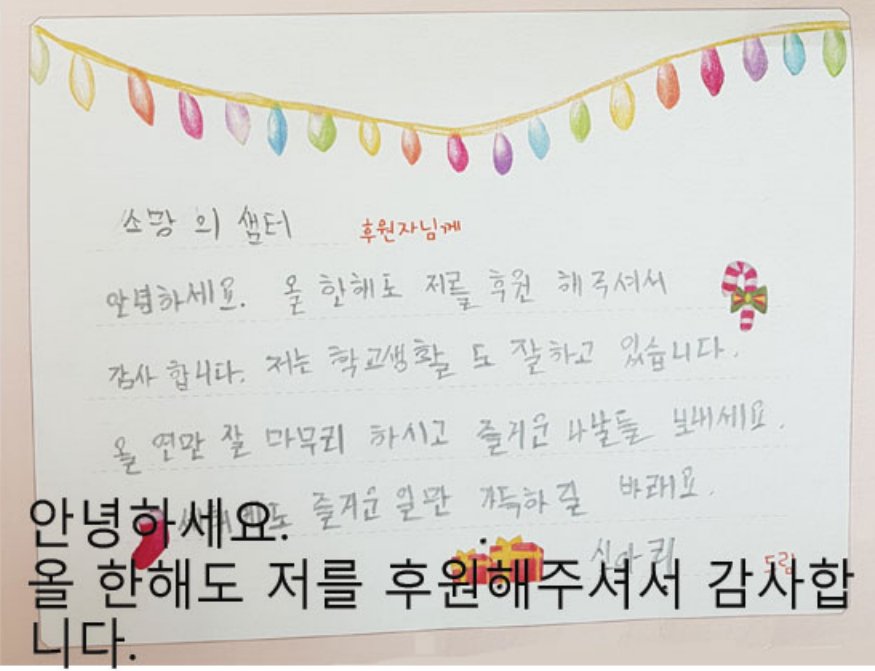 소망의 샘터 후원자님께
안녕하세요. 올 한해도 저를 후원 해주셔서
감사 합니다. 저는 학교생활 도 잘하고 있습니다.
올 연말 잘 마무리 하시고 즐거운 나날들 보내세요.
즐거운 일만 가득하길 바래요.
드림
안녕하세요.
올 한해도 저를 후원해주셔서 감사합
니다.